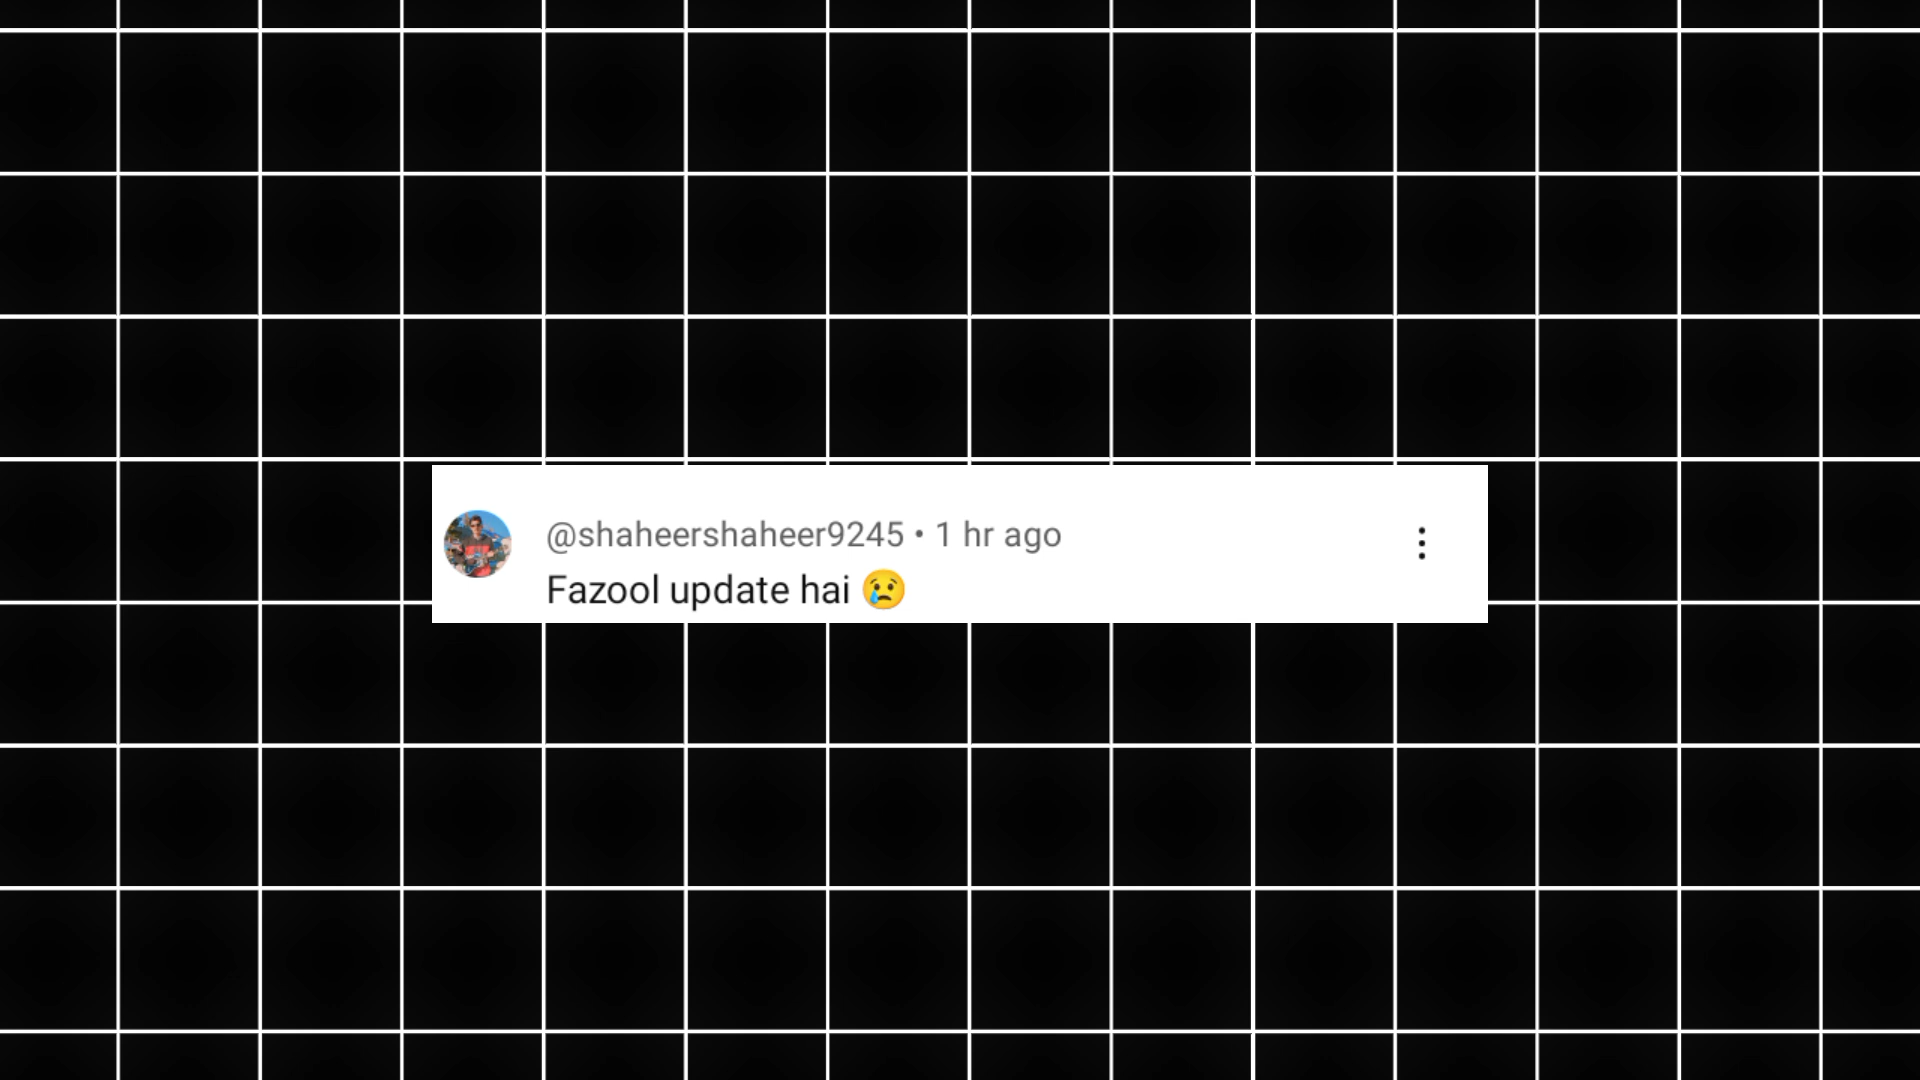 @shaheershaheer9245 • 1 hr ago
Fazool update hai 😢